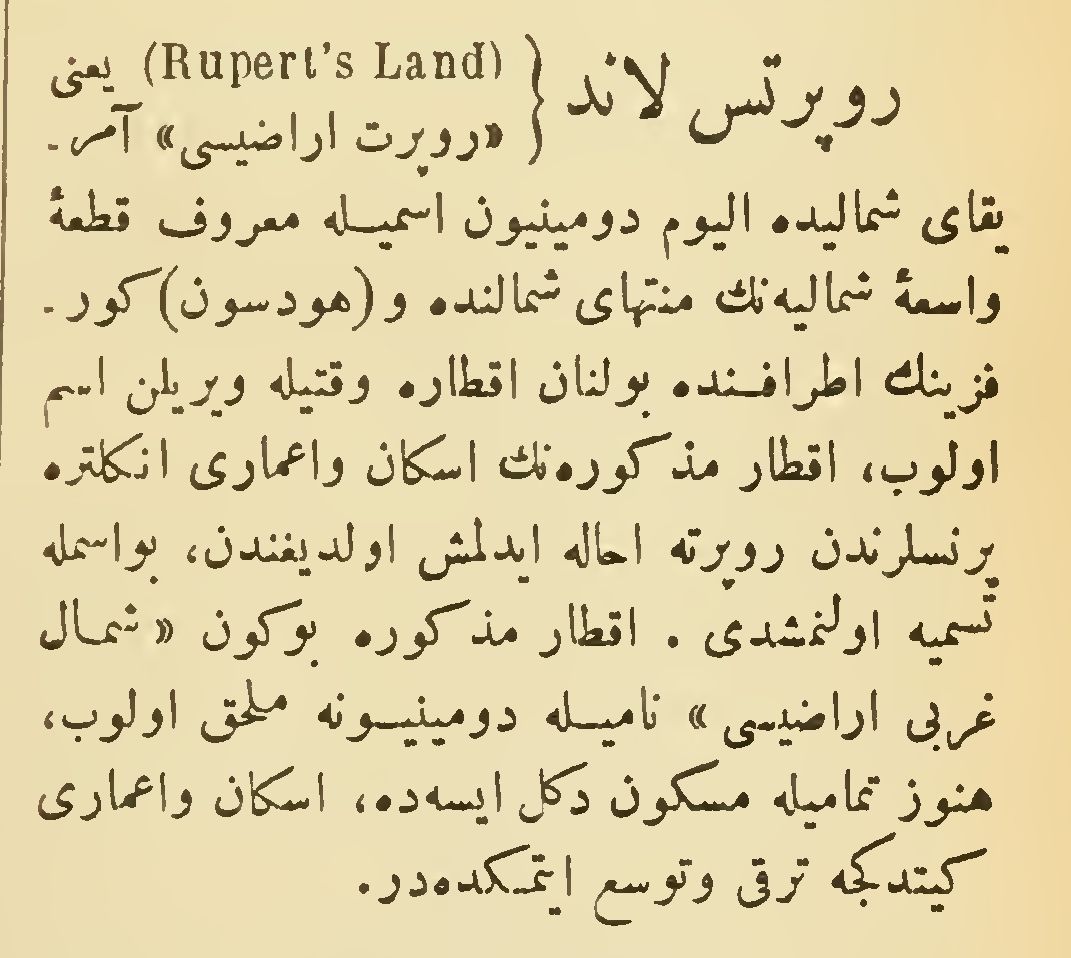 روپرتس لاند { (Rupert's Land) یعنی
«روپرت اراضیسی» آمر-
یقای شمالیده الیوم دومینیون اسمیله معروف قطعهٔ
واسعهٔ شمالیه‌نك منتهای شمالنده و (هودسون) کور-
فزینك اطرافنده بولنان اقطاره وقتیله ویریلن اسم
اولوب، اقطار مذکوره‌نك اسکان واعماری انکلتره
پرنسلرندن روپرته احاله ایدلمش اولدیغندن، بواسمله
تسمیه اولنمشدی. اقطار مذکوره بوکون «شمال
غربی اراضیسی» نامیله دومینیونه ملحق اولوب،
هنوز تمامیله مسکون دکل ایسه‌ده، اسکان واعماری
کیتدکجه ترقی وتوسع ایتمکده‌در.